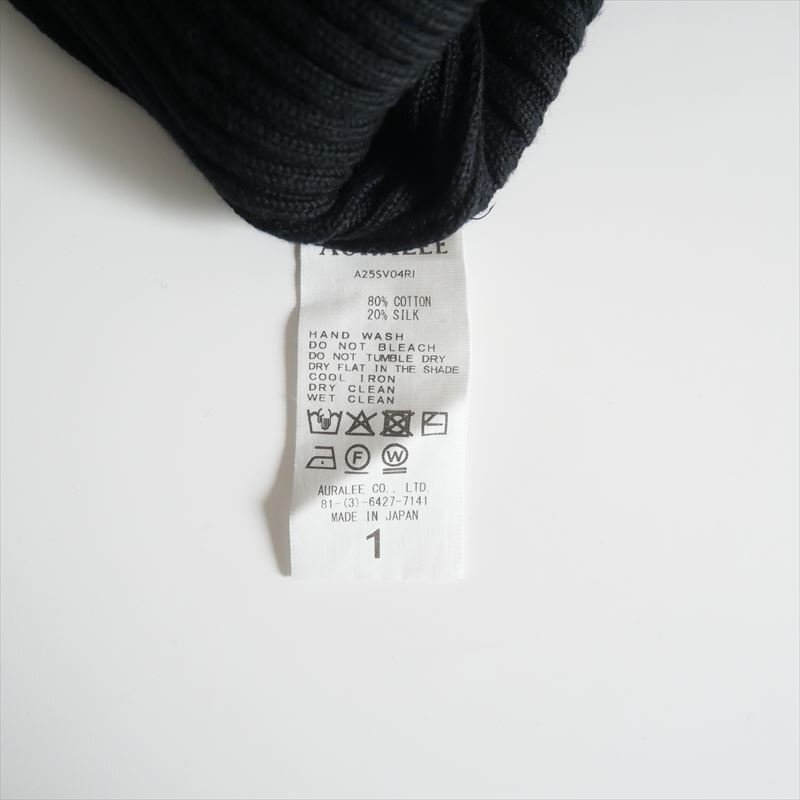 AURALEE
A25SV04RI
80% COTTON
20% SILK
HAND WASH
DO NOT BLEACH
DO NOT TUMBLE DRY
DRY FLAT IN THE SHADE
COOL IRON
DRY CLEAN
WET CLEAN
F W
AURALEE CO., LTD.
81-(3)-6427-7141
MADE IN JAPAN
1